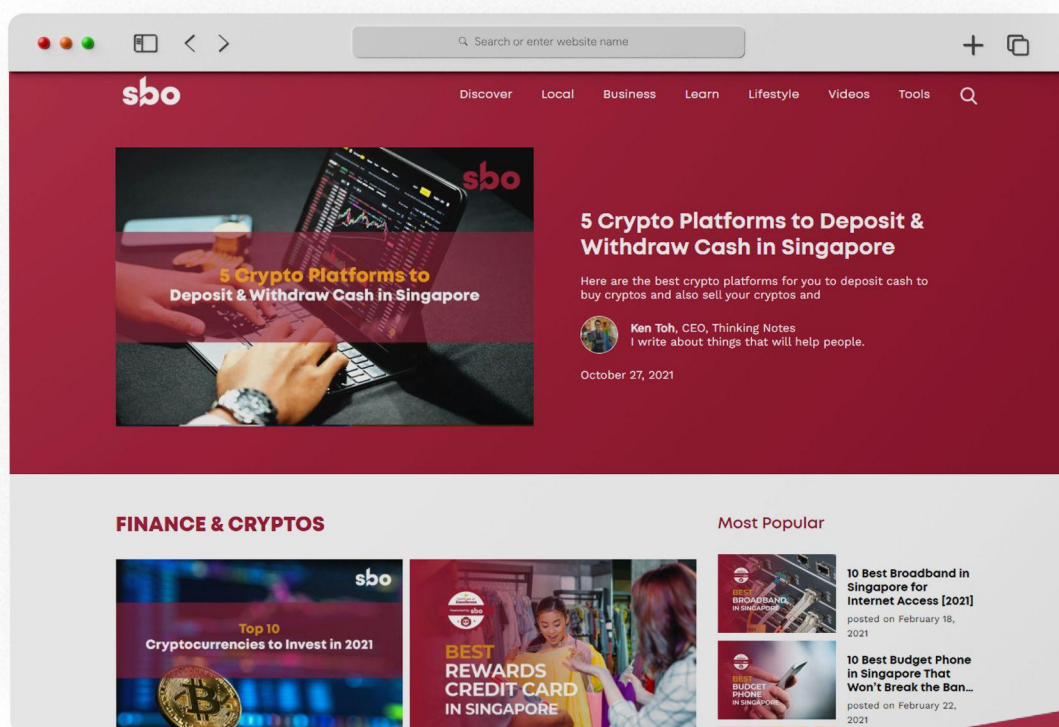 Search or enter website name
sbo
Discover Local Business Learn Lifestyle Videos Tools
sbo
5 Crypto Platforms to
Deposit & Withdraw Cash in Singapore
5 Crypto Platforms to Deposit &
Withdraw Cash in Singapore
Here are the best crypto platforms for you to deposit cash to
buy cryptos and also sell your cryptos and
Ken Toh, CEO, Thinking Notes
I write about things that will help people.
October 27, 2021
FINANCE & CRYPTOS
sbo
Top 10
Cryptocurrencies to Invest in 2021
BEST
REWARDS
CREDIT CARD
IN SINGAPORE
Most Popular
BEST
BROADBAND
IN SINGAPORE
10 Best Broadband in
Singapore for
Internet Access [2021]
posted on February 18,
2021
BEST
BUDGET
PHONE
IN SINGAPORE
10 Best Budget Phone
in Singapore That
Won't Break the Ban...
posted on February 22,
2021